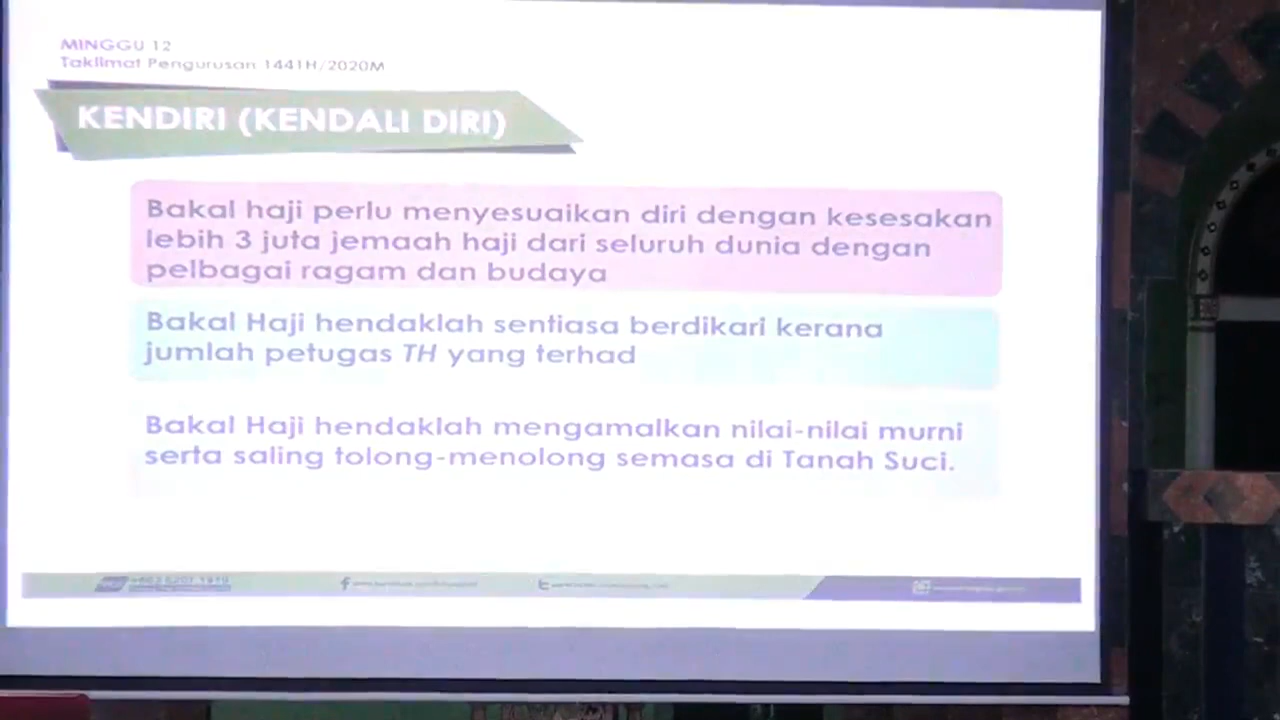 MINGGU 12
Taklimat Pengurusan 1441H/2020M
KENDIRI (KENDALI DIRI)
Bakal haji perlu menyesuaikan diri dengan kesesakan
lebih 3 juta jemaah haji dari seluruh dunia dengan
pelbagai ragam dan budaya
Bakal Haji hendaklah sentiasa berdikari kerana
jumlah petugas TH yang terhad
Bakal Haji hendaklah mengamalkan nilai-nilai murni
serta saling tolong-menolong semasa di Tanah Suci.